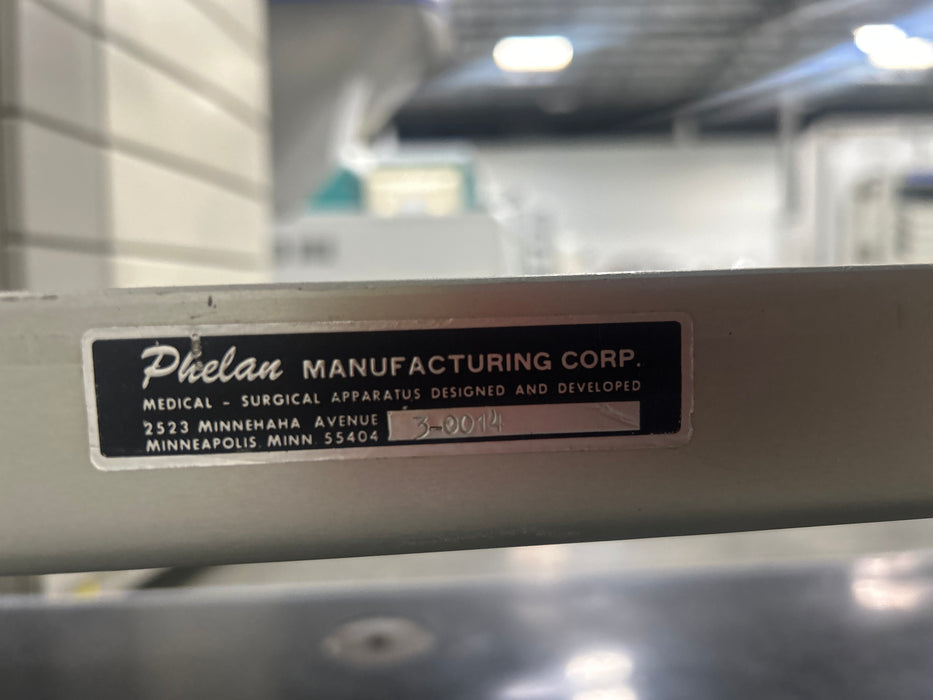 Phelan MANUFACTURING CORP.
MEDICAL - SURGICAL APPARATUS DESIGNED AND DEVELOPED
2523 MINNEHAHA AVENUE
MINNEAPOLIS, MINN. 55404
3-0014